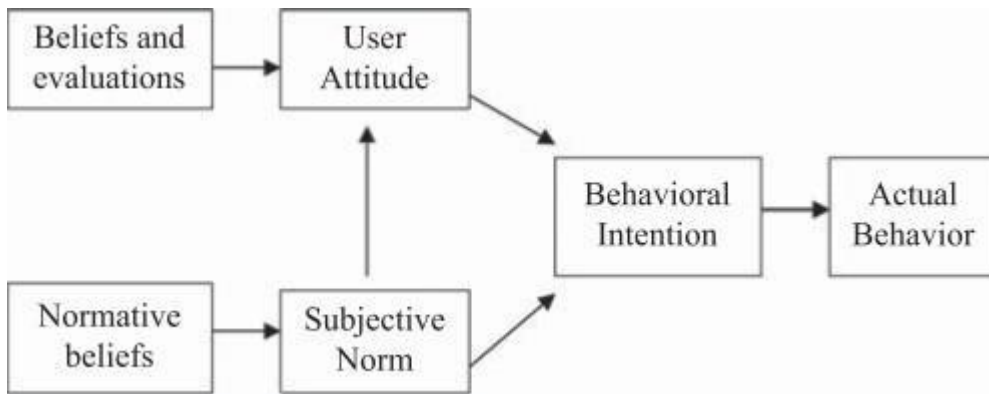 Beliefs and
evaluations
User
Attitude
Behavioral
Intention
Actual
Behavior
Normative
beliefs
Subjective
Norm